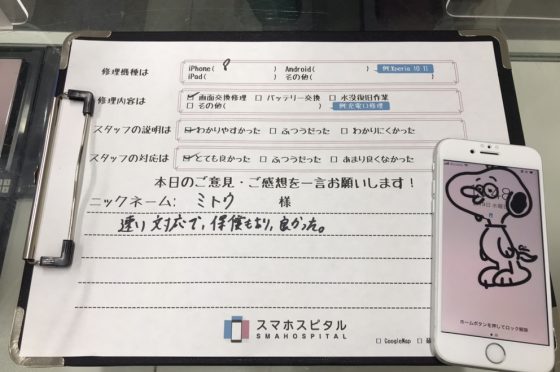 修理機種は
iPhone( 8 ) Android( ) 例:Xperia 10 Ⅱ
iPad( ) その他( )
修理内容は
☑ 画面交換修理 ☐ バッテリー交換 ☐ 水没復旧作業
☐ その他( ) 例:充電口修理
スタッフの説明は ☑ わかりやすかった ☐ ふつうだった ☐ わかりにくかった
スタッフの対応は ☑ とても良かった ☐ ふつうだった ☐ あまり良くなかった
本日のご意見・ご感想を一言お願いします!
ニックネーム: ミトウ 様
速い対応で、保償もあり、良かった。
スマホスピタル
SMAHOSPITAL
☐ GoogleMap ☐
ホームボタンを押してロック解除